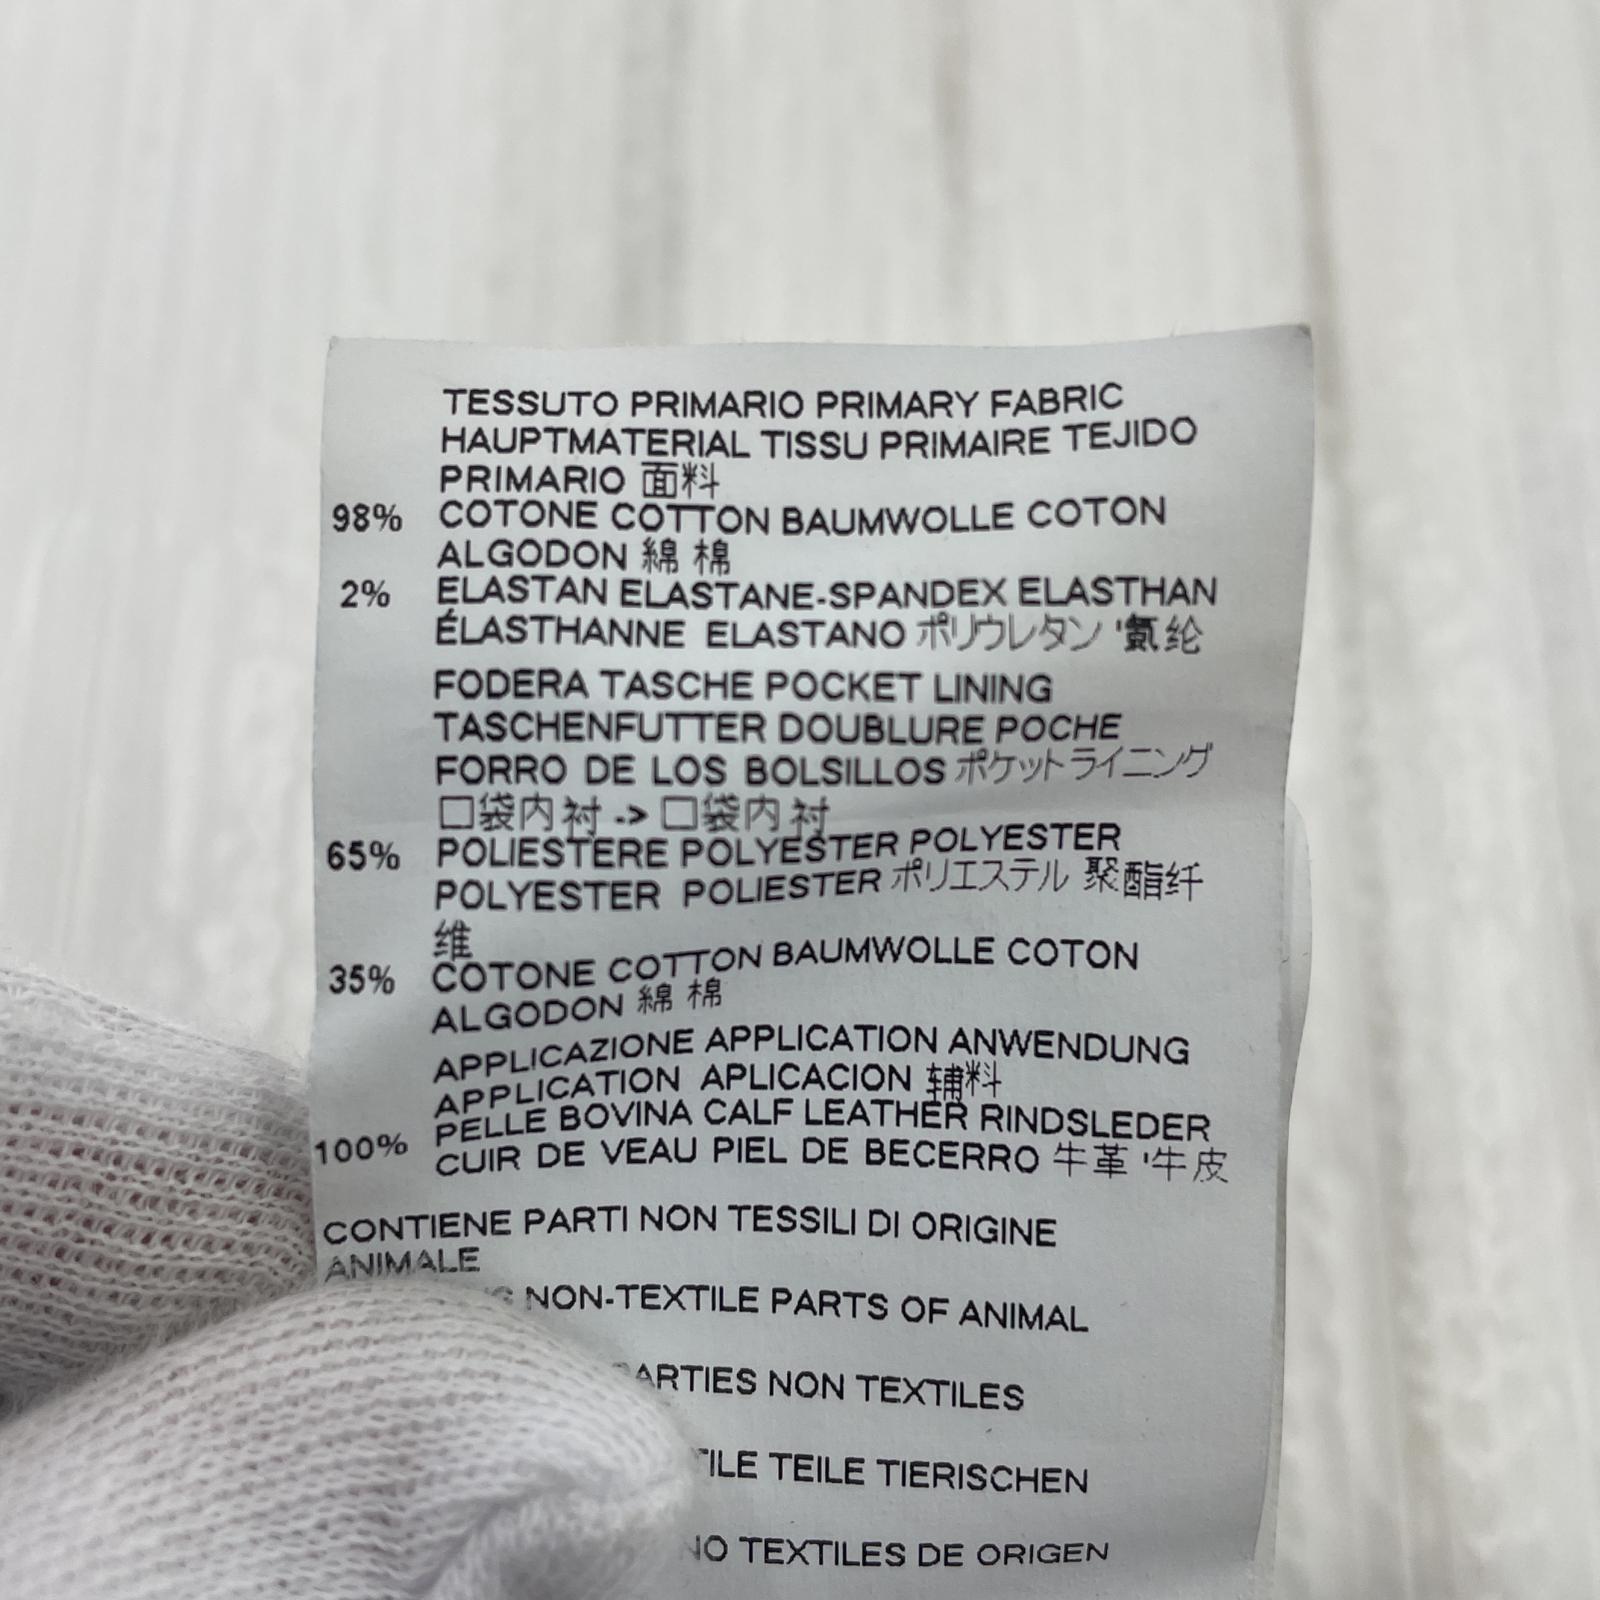 TESSUTO PRIMARIO PRIMARY FABRIC
HAUPTMATERIAL TISSU PRIMAIRE TEJIDO
PRIMARIO 面料
98% COTONE COTTON BAUMWOLLE COTON
ALGODON 綿 棉
2% ELASTAN ELASTANE-SPANDEX ELASTHAN
ÉLASTHANNE ELASTANO ポリウレタン '氨纶
FODERA TASCHE POCKET LINING
TASCHENFUTTER DOUBLURE POCHE
FORRO DE LOS BOLSILLOS ポケットライニング
口袋内衬 -> 口袋内衬
65% POLIESTERE POLYESTER POLYESTER
POLYESTER POLIESTER ポリエステル 聚酯纤
维
35% COTONE COTTON BAUMWOLLE COTON
ALGODON 綿 棉
APPLICAZIONE APPLICATION ANWENDUNG
APPLICATION APLICACION 辅料
100% PELLE BOVINA CALF LEATHER RINDSLEDER
CUIR DE VEAU PIEL DE BECERRO 牛革 '牛皮
CONTIENE PARTI NON TESSILI DI ORIGINE
ANIMALE
NON-TEXTILE PARTS OF ANIMAL
PARTIES NON TEXTILES
TEILE TIERISCHEN
NO TEXTILES DE ORIGEN